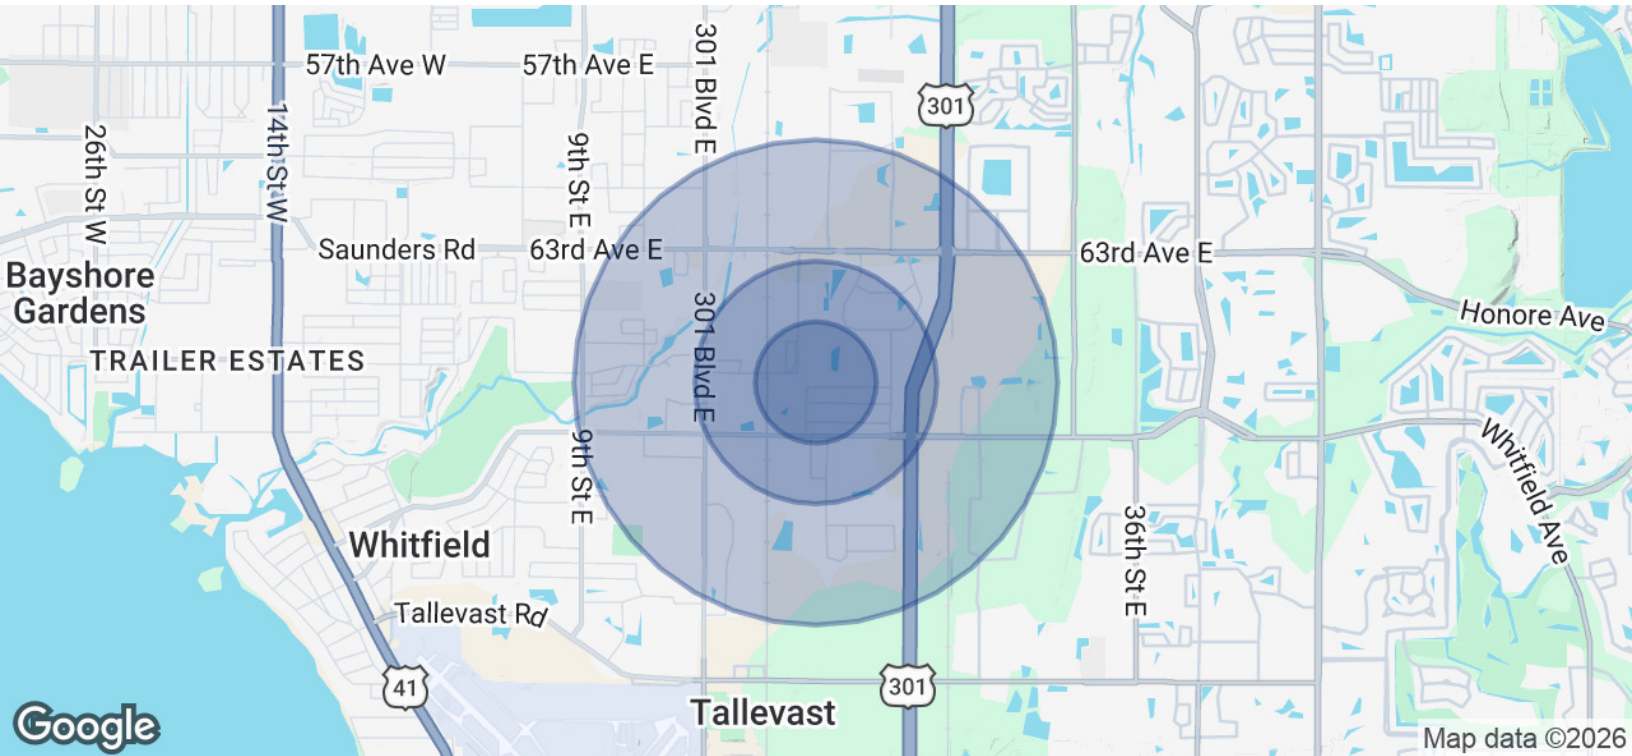 57th Ave W
57th Ave E
301 Blvd E
301
14th St W
26th St W
9th St E
Saunders Rd
63rd Ave E
63rd Ave E
Bayshore
Gardens
TRAILER ESTATES
301 Blvd E
Honore Ave
9th St E
Whitfield Ave
Whitfield
36th St E
Tallevast Rd
41
301
Tallevast
Google
Map data ©2026